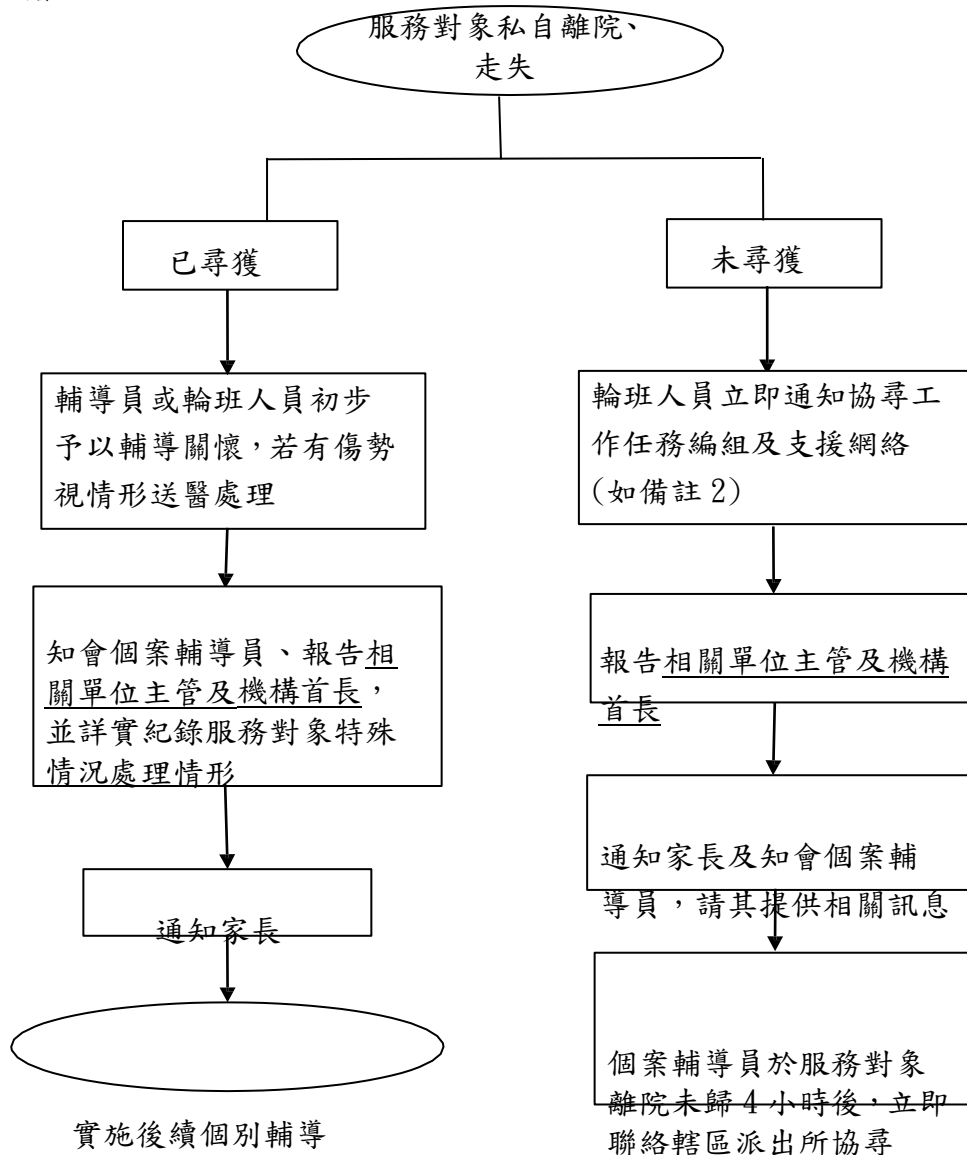 服務對象私自離院、
走失
已尋獲
未尋獲
輔導員或輪班人員初步
予以輔導關懷，若有傷勢
視情形送醫處理
輪班人員立即通知協尋工
作任務編組及支援網絡
(如備註 2)
知會個案輔導員、報告相
關單位主管及機構首長，
並詳實紀錄服務對象特殊
情況處理情形
報告相關單位主管及機構
首長
通知家長及知會個案輔
導員，請其提供相關訊息
通知家長
個案輔導員於服務對象
離院未歸 4 小時後，立即
聯絡轄區派出所協尋
實施後續個別輔導